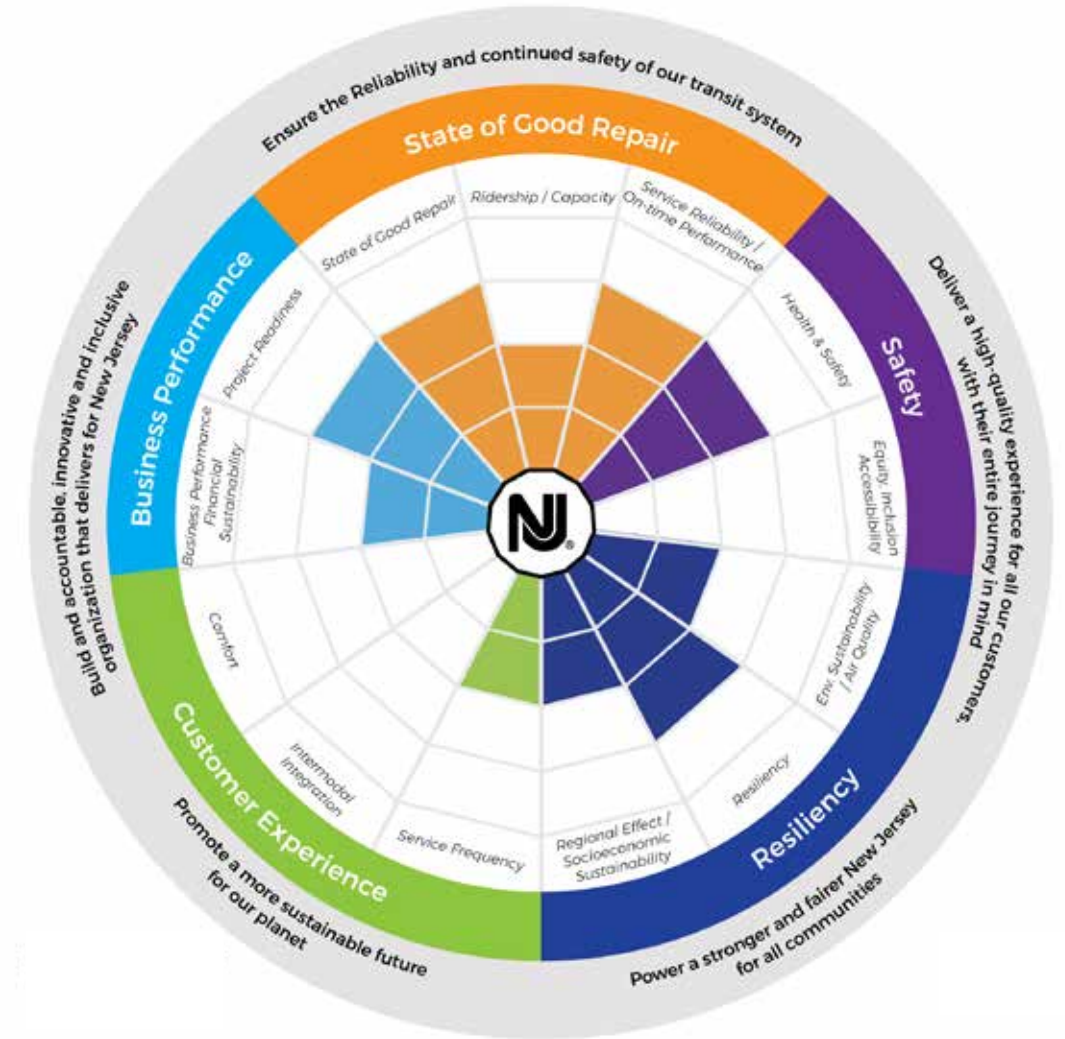 Ensure the Reliability and continued safety of our transit system
State of Good Repair
State of Good Repair
Ridership / Capacity
Service Reliability /
On-time Performance
Safety
Health & Safety
Equity, Inclusion
Accessibibility
Deliver a high-quality experience for all our customers,
with their entire journey in mind
Resiliency
Env. Sustainability
/ Air Quality
Resiliency
Regional Effect /
Socioeconomic
Sustainability
Power a stronger and fairer New Jersey
for all communities
Customer Experience
Service Frequency
Intermodal
Integration
Comfort
Promote a more sustainable future
for our planet
Business Performance
Business Performance
Financial
Sustainability
Project Readiness
Build and accountable, innovative and inclusive
organization that delivers for New Jersey
NJ®